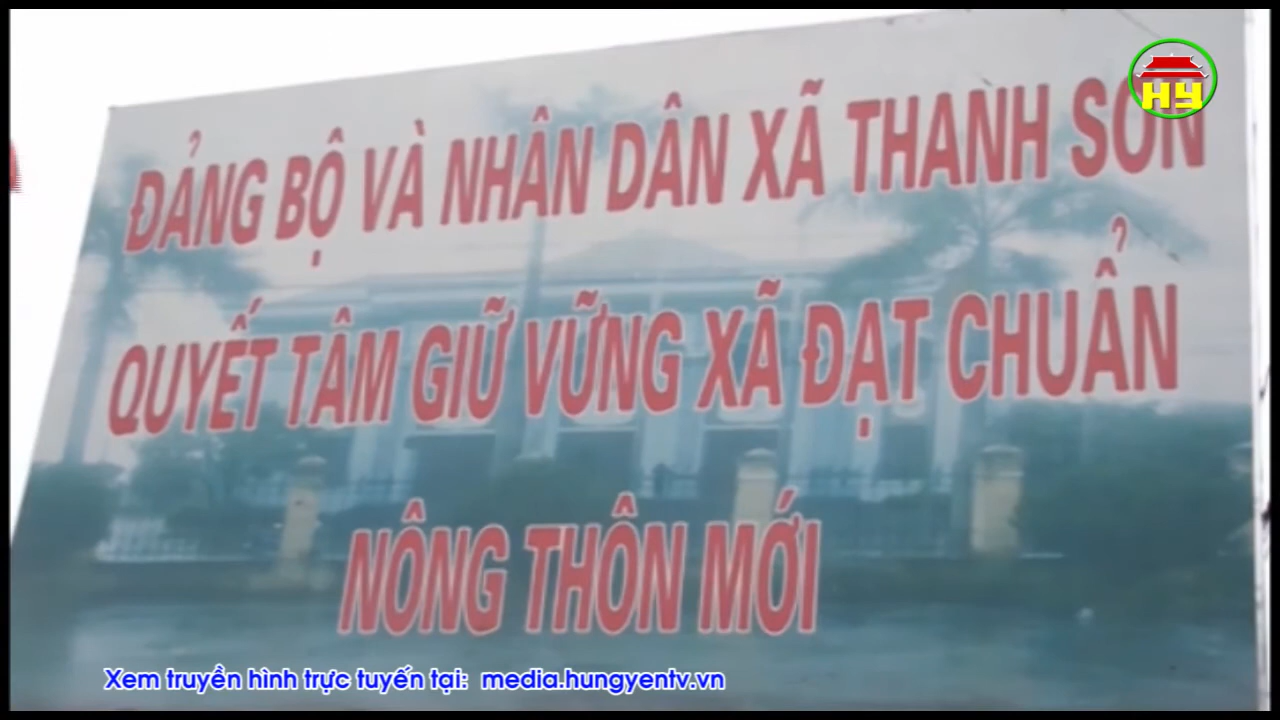 HY
ĐẢNG BỘ VÀ NHÂN DÂN XÃ THANH SƠN
QUYẾT TÂM GIỮ VỮNG XÃ ĐẠT CHUẨN
NÔNG THÔN MỚI
Xem truyền hình trực tuyến tại: media.hungyentv.vn